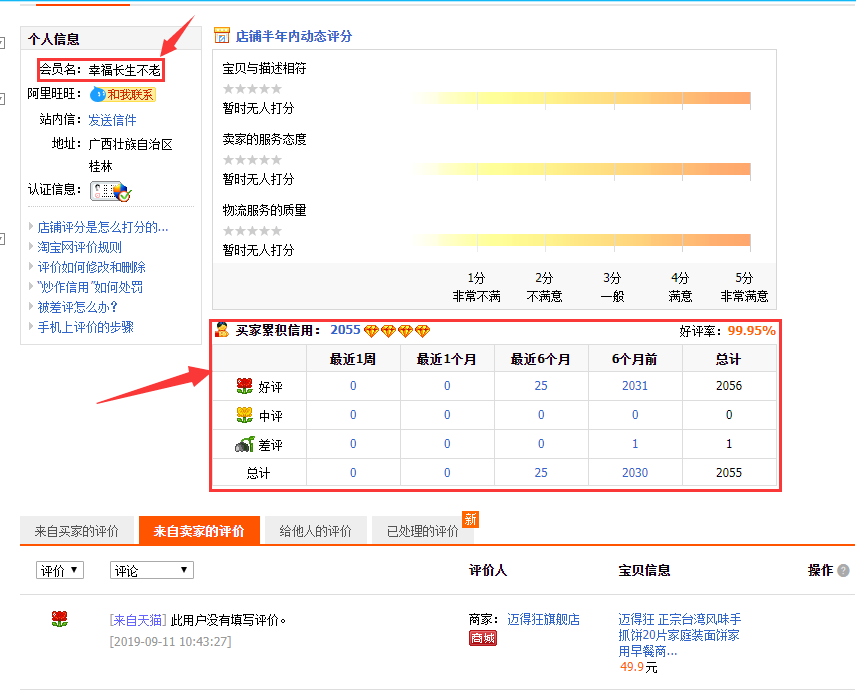 个人信息
会员名：幸福长生不老
阿里旺旺：和我联系
站内信：发送信件
地址：广西壮族自治区
桂林
认证信息：
店铺评分是怎么打分的...
淘宝网评价规则
评价如何修改和删除
“炒作信用”如何处罚
被差评怎么办？
手机上评价的步骤
店铺半年内动态评分
宝贝与描述相符
暂时无人打分
卖家的服务态度
暂时无人打分
物流服务的质量
暂时无人打分
1分 2分 3分 4分 5分
非常不满 不满意 一般 满意 非常满意
买家累积信用：2055 好评率：99.95%
最近1周 最近1个月 最近6个月 6个月前 总计
好评 0 0 25 2031 2056
中评 0 0 0 0 0
差评 0 0 0 1 1
总计 0 0 25 2030 2055
来自买家的评价 来自卖家的评价 给他人的评价 已处理的评价 新
评价 评论 评价人 宝贝信息 操作 ?
[来自天猫] 此用户没有填写评价。
[2019-09-11 10:43:27]
商家：迈得狂旗舰店
商城
迈得狂 正宗台湾风味手
抓饼20片家庭装面饼家
用早餐商...
49.9元